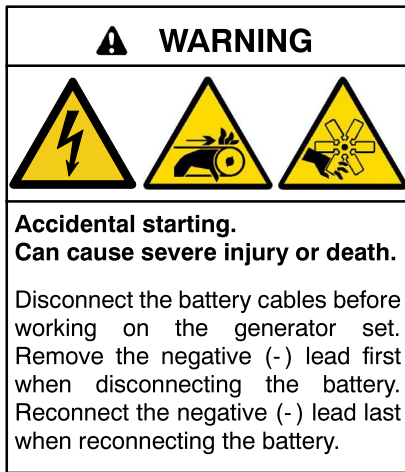 WARNING
Accidental starting.
Can cause severe injury or death.
Disconnect the battery cables before
working on the generator set.
Remove the negative (-) lead first
when disconnecting the battery.
Reconnect the negative (-) lead last
when reconnecting the battery.